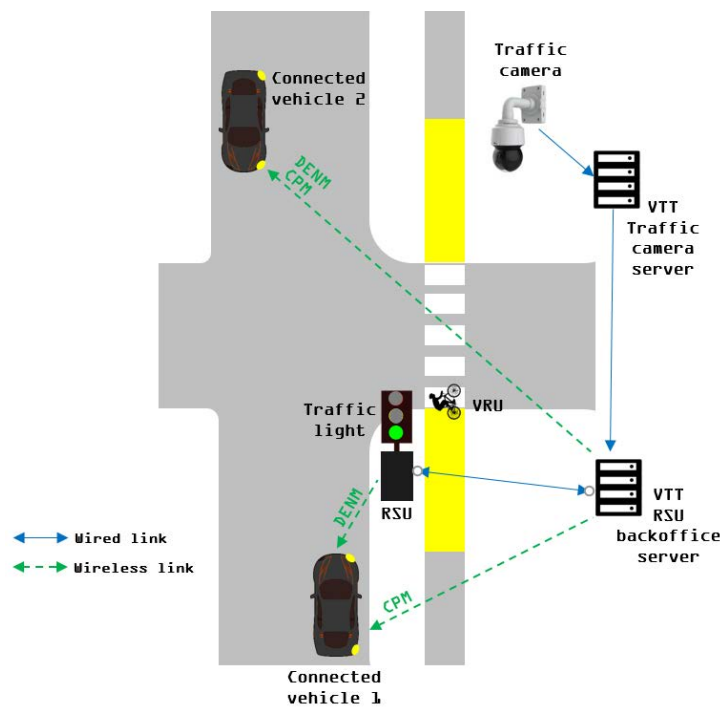 Traffic
camera
Connected
vehicle 2
DENM
CPM
VTT
Traffic
camera
server
Traffic
light
VRU
RSU
VTT
RSU
backoffice
server
DENM
CPM
Wired link
Wireless link
Connected
vehicle 1